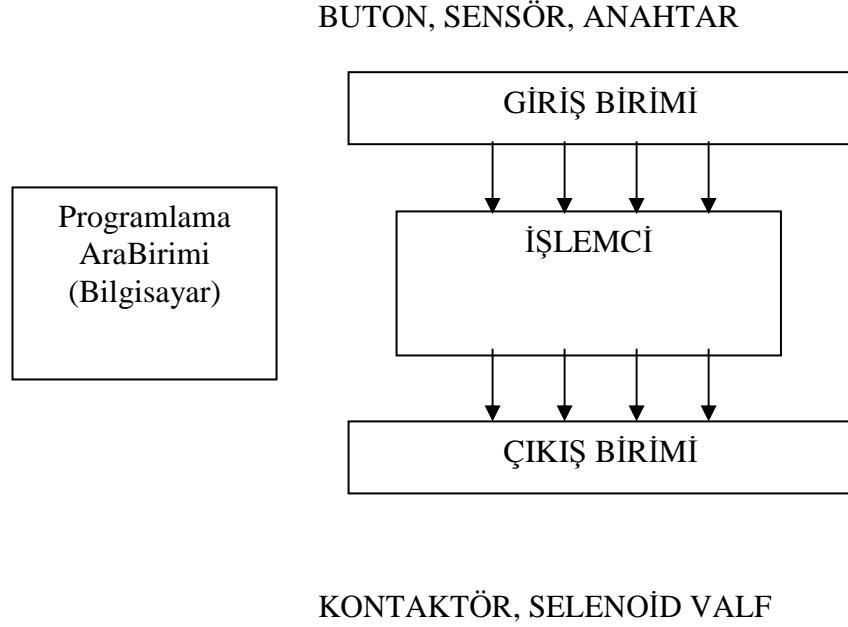 BUTON, SENSÖR, ANAHTAR
GİRİŞ BİRİMİ
Programlama
AraBirimi
(Bilgisayar)
İŞLEMCİ
ÇIKIŞ BİRİMİ
KONTAKTÖR, SELENOİD VALF